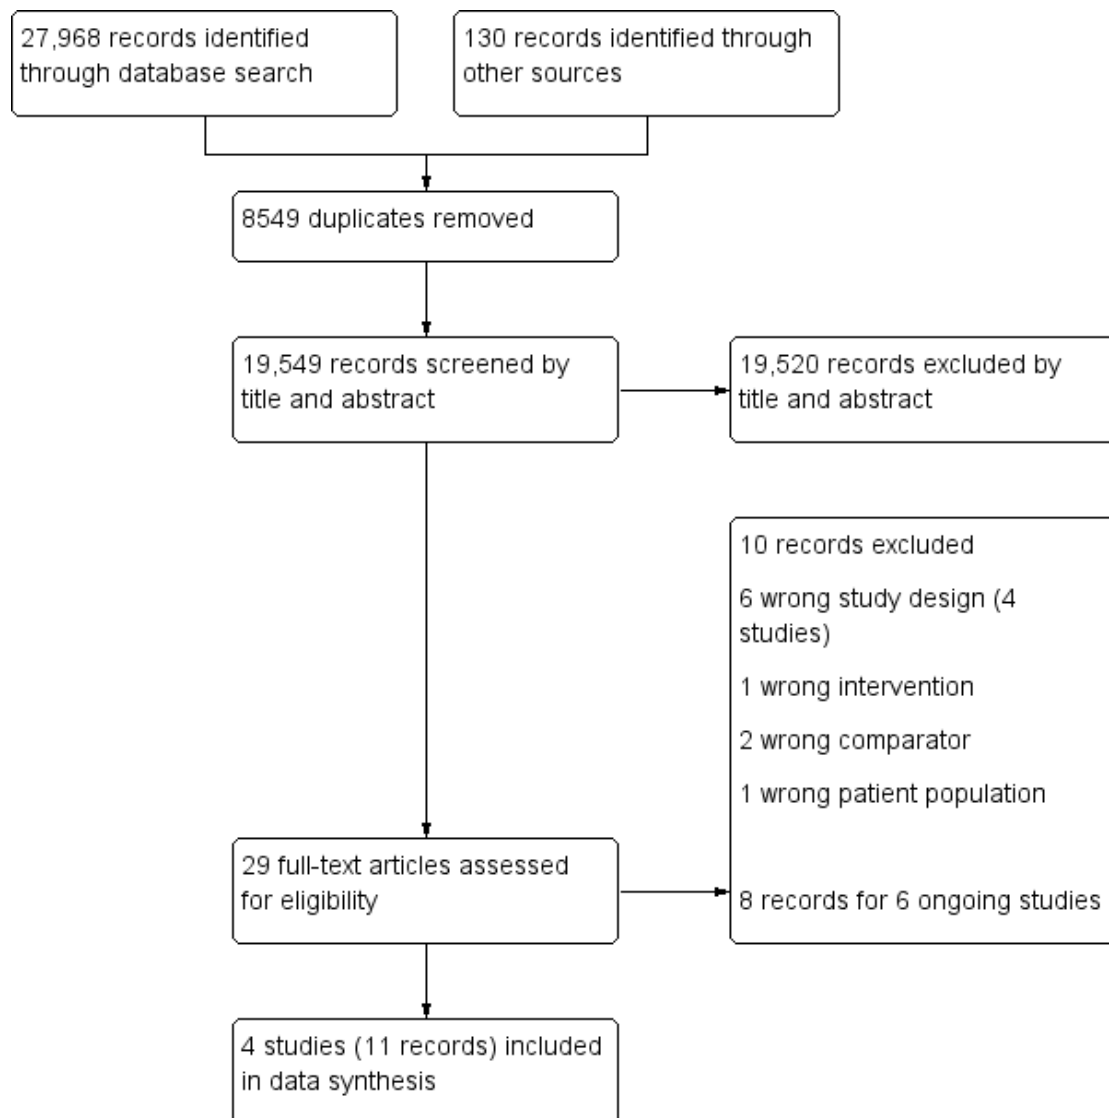 27,968 records identified
through database search
130 records identified through
other sources
8549 duplicates removed
19,549 records screened by
title and abstract
19,520 records excluded by
title and abstract
10 records excluded
6 wrong study design (4
studies)
1 wrong intervention
2 wrong comparator
1 wrong patient population
8 records for 6 ongoing studies
29 full-text articles assessed
for eligibility
4 studies (11 records) included
in data synthesis